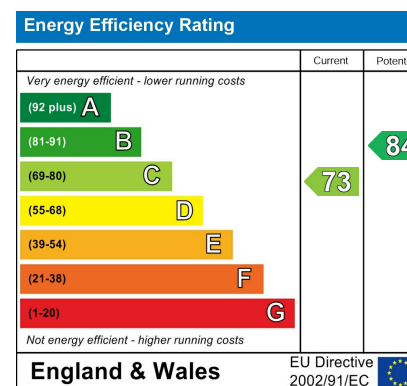 Energy Efficiency Rating
Current
Potent
Very energy efficient - lower running costs
(92 plus) A
(81-91) B
84
(69-80) C
73
(55-68) D
(39-54) E
(21-38) F
(1-20) G
Not energy efficient - higher running costs
England & Wales
EU Directive
2002/91/EC